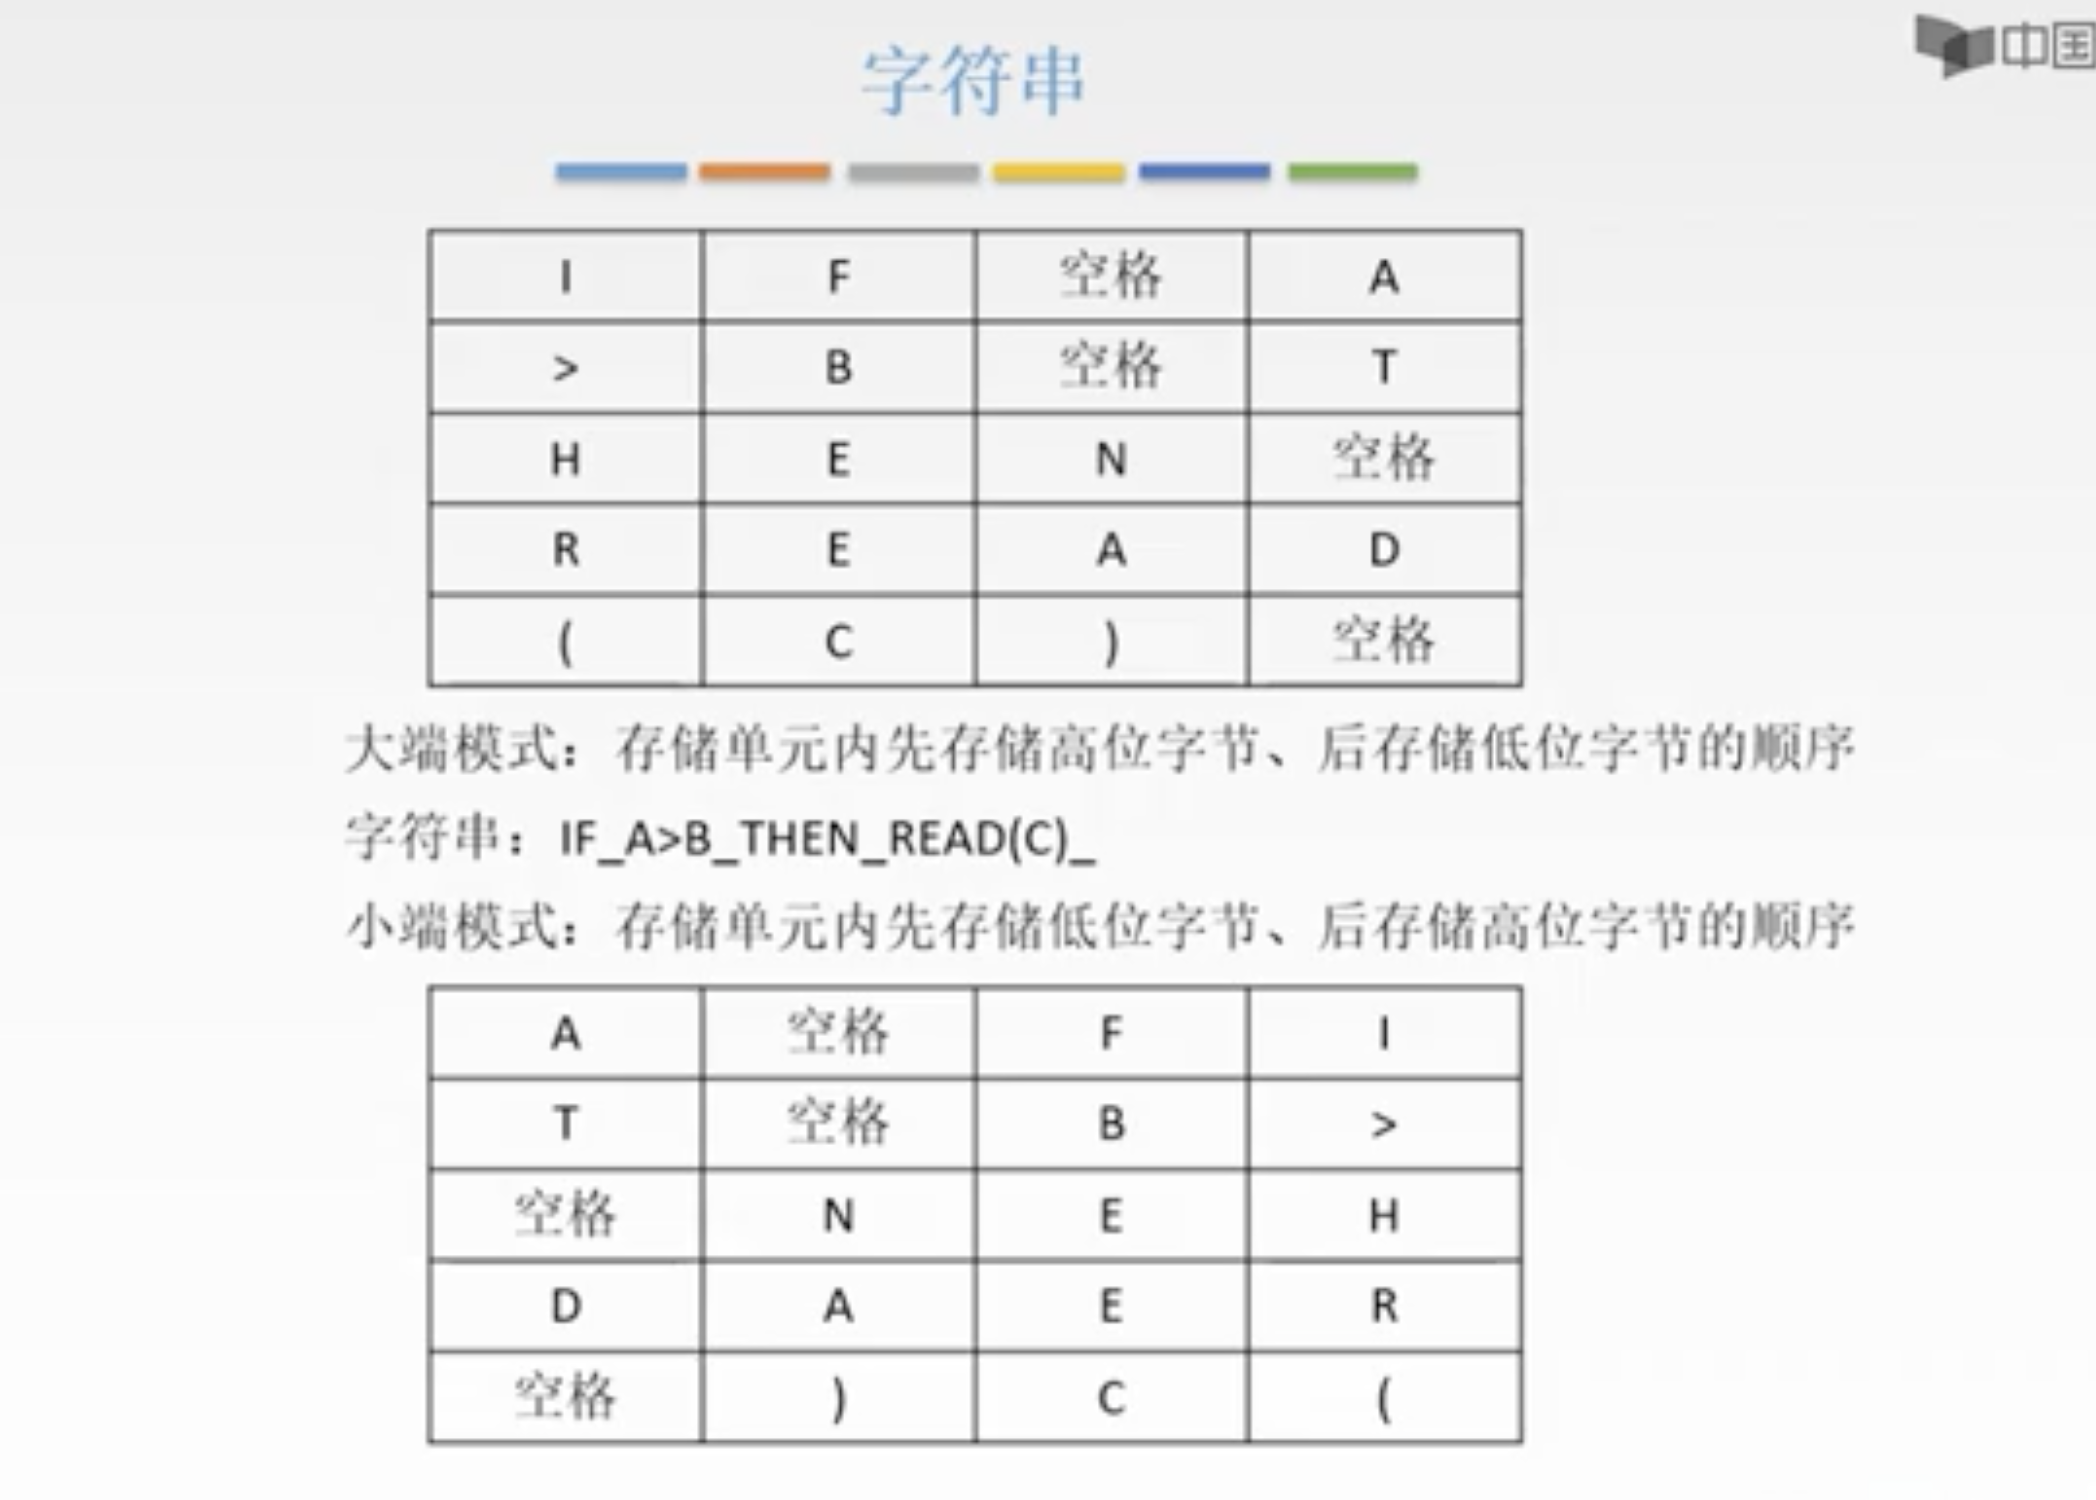 中国
字符串
I F 空格 A
> B 空格 T
H E N 空格
R E A D
( C ) 空格
大端模式：存储单元内先存储高位字节、后存储低位字节的顺序
字符串：IF_A>B_THEN_READ(C)_
小端模式：存储单元内先存储低位字节、后存储高位字节的顺序
A 空格 F I
T 空格 B >
空格 N E H
D A E R
空格 ) C (